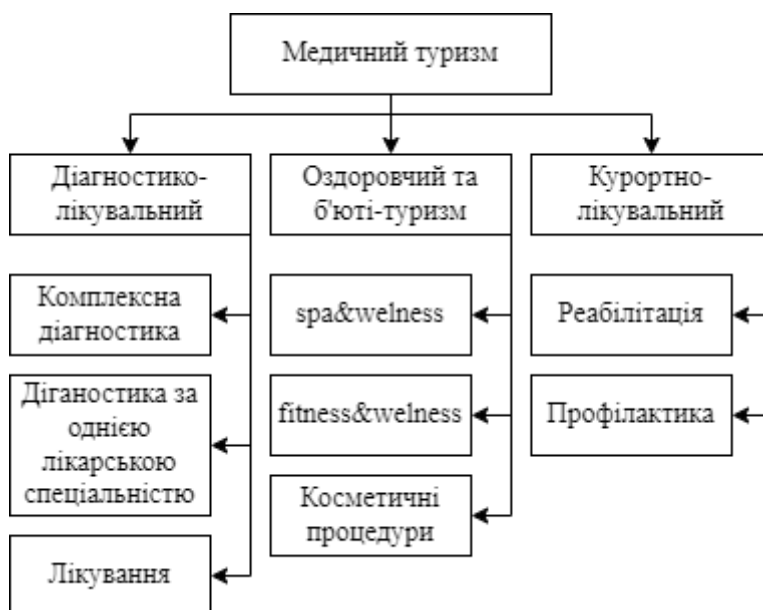 Медичний туризм
Діагностико-
лікувальний
Комплексна
діагностика
Діганостика за
однією
лікарською
спеціальністю
Лікування
Оздоровчий та
б'юті-туризм
spa&welness
fitness&welness
Косметичні
процедури
Курортно-
лікувальний
Реабілітація
Профілактика